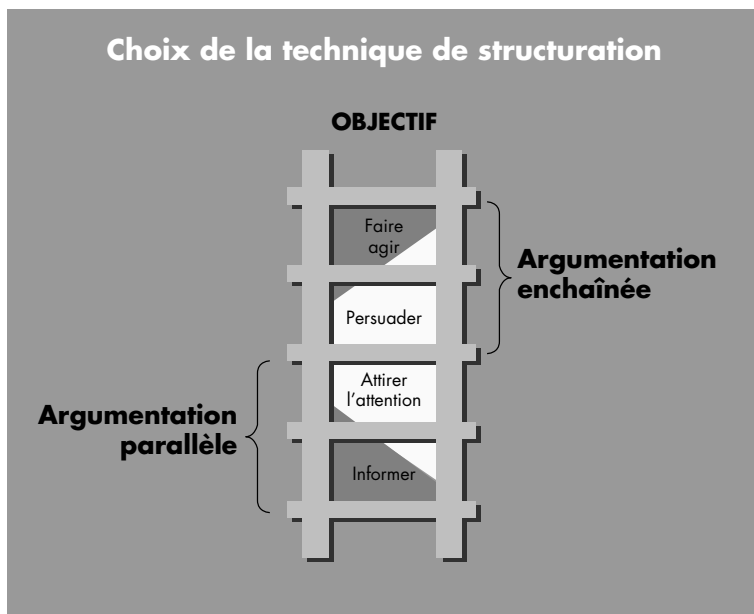 Choix de la technique de structuration
OBJECTIF
Faire
agir
Argumentation
enchaînée
Persuader
Attirer
l'attention
Argumentation
parallèle
Informer